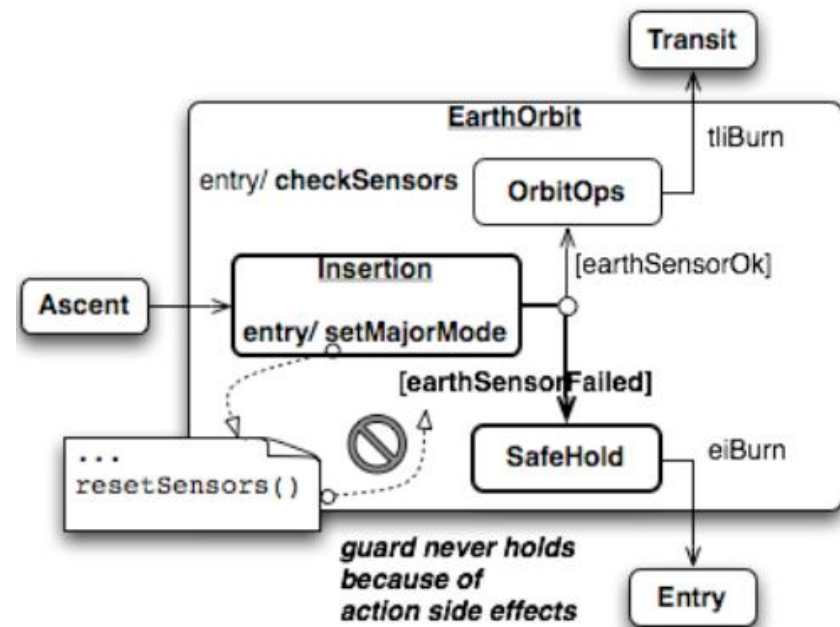 Transit
EarthOrbit
tliBurn
entry/ checkSensors
OrbitOps
Insertion
[earthSensorOk]
Ascent
entry/ setMajorMode
[earthSensorFailed]
...
resetSensors()
SafeHold
eiBurn
guard never holds
because of
action side effects
Entry